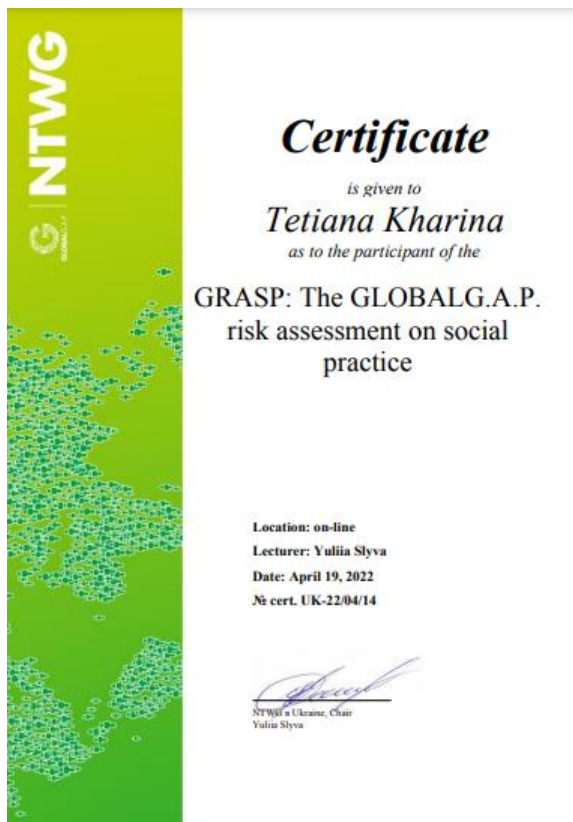 NTWG
GLOBALG.A.P.
Certificate
is given to
Tetiana Kharina
as to the participant of the
GRASP: The GLOBALG.A.P.
risk assessment on social
practice
Location: on-line
Lecturer: Yuliia Slyva
Date: April 19, 2022
№ cert. UK-22/04/14
Ukraine, Chair
Yuliia Slyva